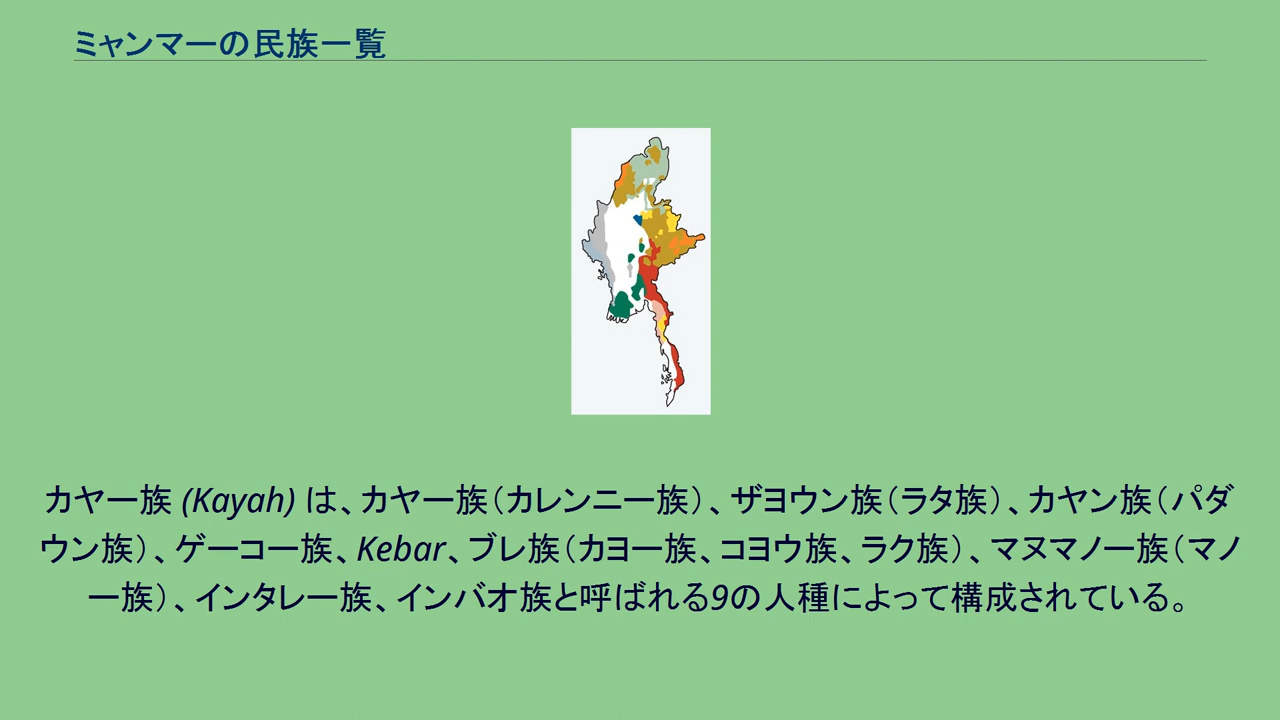 ミャンマーの民族一覧
カヤー族 (Kayah) は、カヤー族（カレンニー族）、ザヨウン族（ラタ族）、カヤン族（パダ
ウン族）、ゲーコー族、Kebar、ブレ族（カヨー族、コヨウ族、ラク族）、マヌマノー族（マノ
ー族）、インタレー族、インバオ族と呼ばれる9の人種によって構成されている。